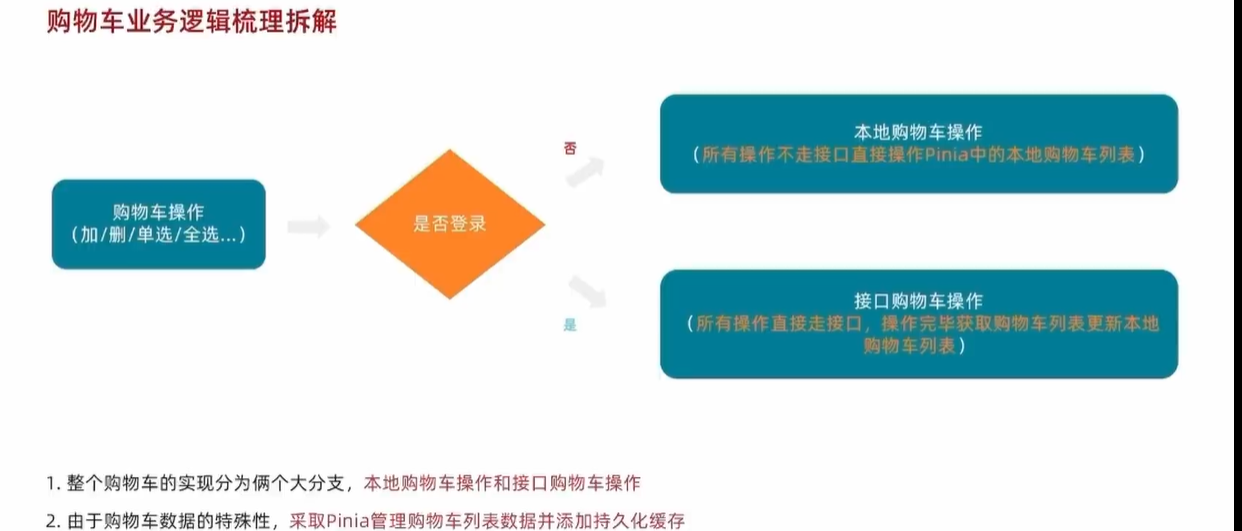 购物车业务逻辑梳理拆解
购物车操作
（加/删/单选/全选...）
是否登录
否
本地购物车操作
（所有操作不走接口直接操作Pinia中的本地购物车列表）
是
接口购物车操作
（所有操作直接走接口，操作完毕获取购物车列表更新本地
购物车列表）
1. 整个购物车的实现分为俩个大分支，本地购物车操作和接口购物车操作
2. 由于购物车数据的特殊性，采取Pinia管理购物车列表数据并添加持久化缓存